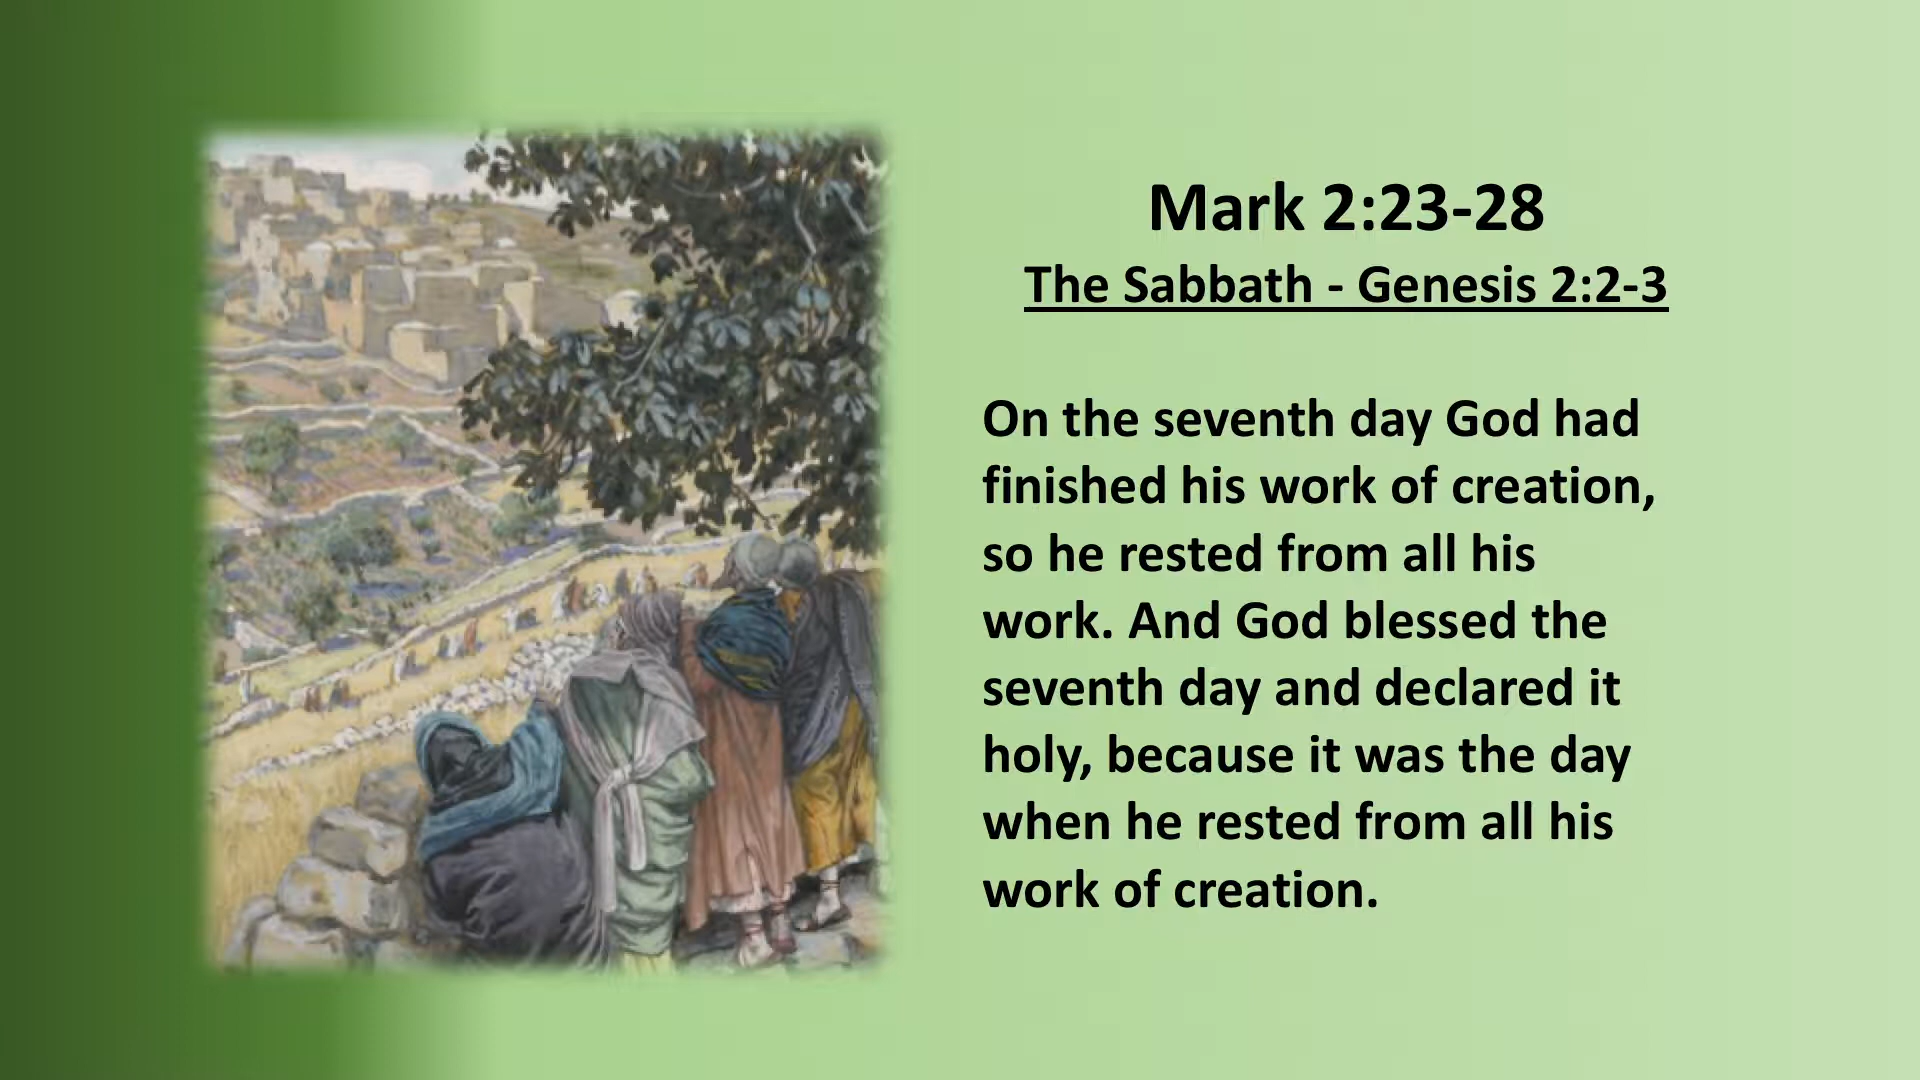 Mark 2:23-28
The Sabbath - Genesis 2:2-3
On the seventh day God had
finished his work of creation,
so he rested from all his
work. And God blessed the
seventh day and declared it
holy, because it was the day
when he rested from all his
work of creation.